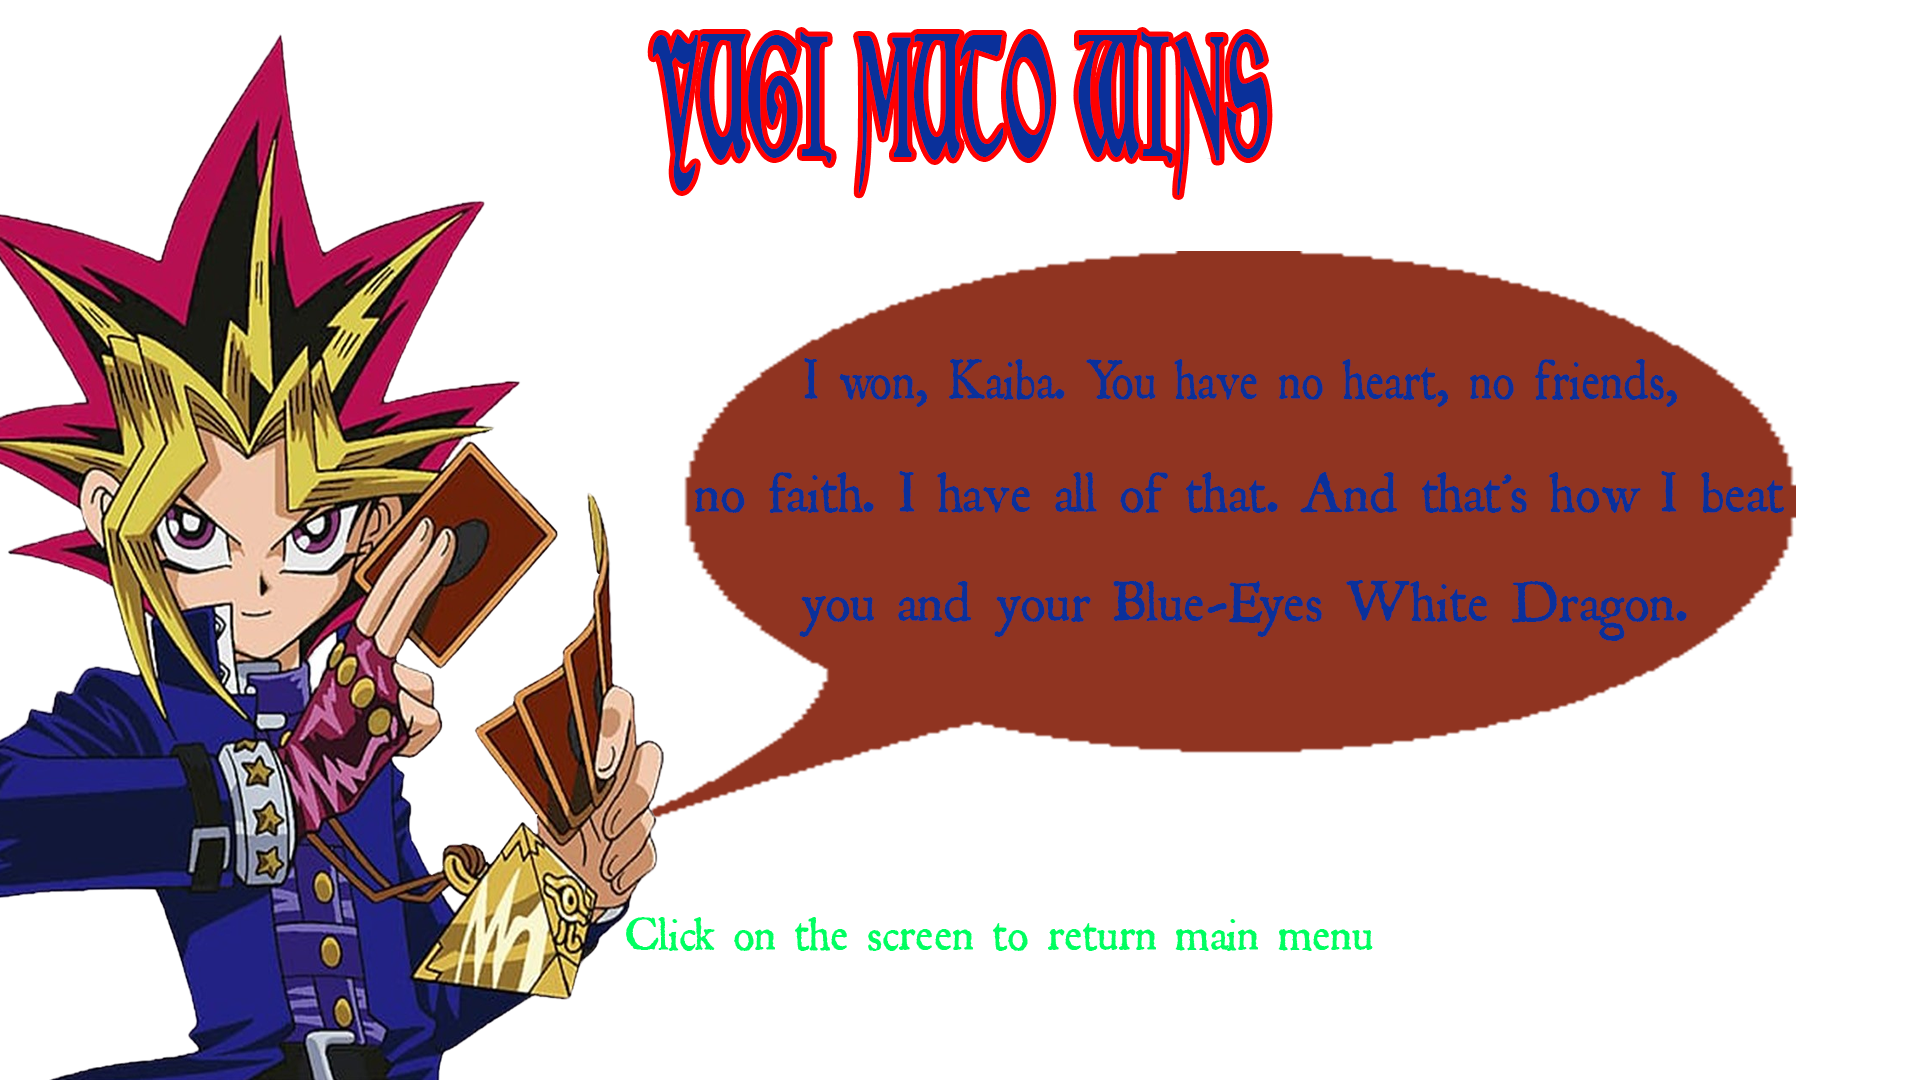 YUGI MUTO WINS
I won, Kaiba. You have no heart, no friends,
no faith. I have all of that. And that's how I beat
you and your Blue-Eyes White Dragon.
Click on the screen to return main menu